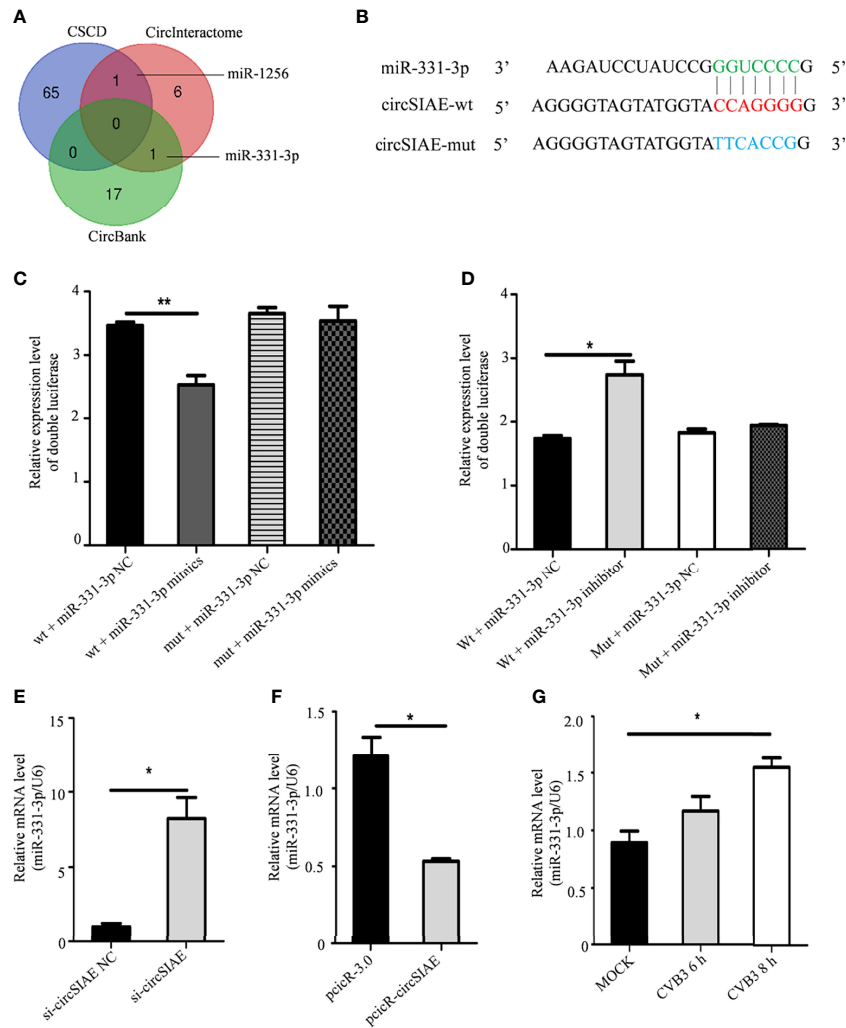 A
CSCD
CircInteractome
65
1
6
miR-1256
0
0
1
miR-331-3p
17
CircBank
B
miR-331-3p 3’ AAGAUCCUAUCCGGGUCCCCG 5’
circSIAE-wt 5’ AGGGGTAGTATGGTACCAGGGGG 3’
circSIAE-mut 5’ AGGGGTAGTATGGTATTCACCGG 3’
C
Relative experesstion level
of double luciferase
4
3
2
1
0
**
wt + miR-331-3p NC
wt + miR-331-3p mimics
mut + miR-331-3p NC
mut + miR-331-3p mimics
D
Relative expresstion level
of double luciferase
4
3
2
1
0
*
Wt + miR-331-3p NC
Wt + miR-331-3p inhibitor
Mut + miR-331-3p NC
Mut + miR-331-3p inhibitor
E
Relative mRNA level
(miR-331-3p/U6)
15
10
5
0
*
si-circSIAE NC
si-circSIAE
F
Relative mRNA level
(miR-331-3p/U6)
1.5
1.0
0.5
0.0
*
pcicR-3.0
pcicR-circSIAE
G
Relative mRNA level
(miR-331-3p/U6)
2.0
1.5
1.0
0.5
0.0
*
MOCK
CVB3 6 h
CVB3 8 h